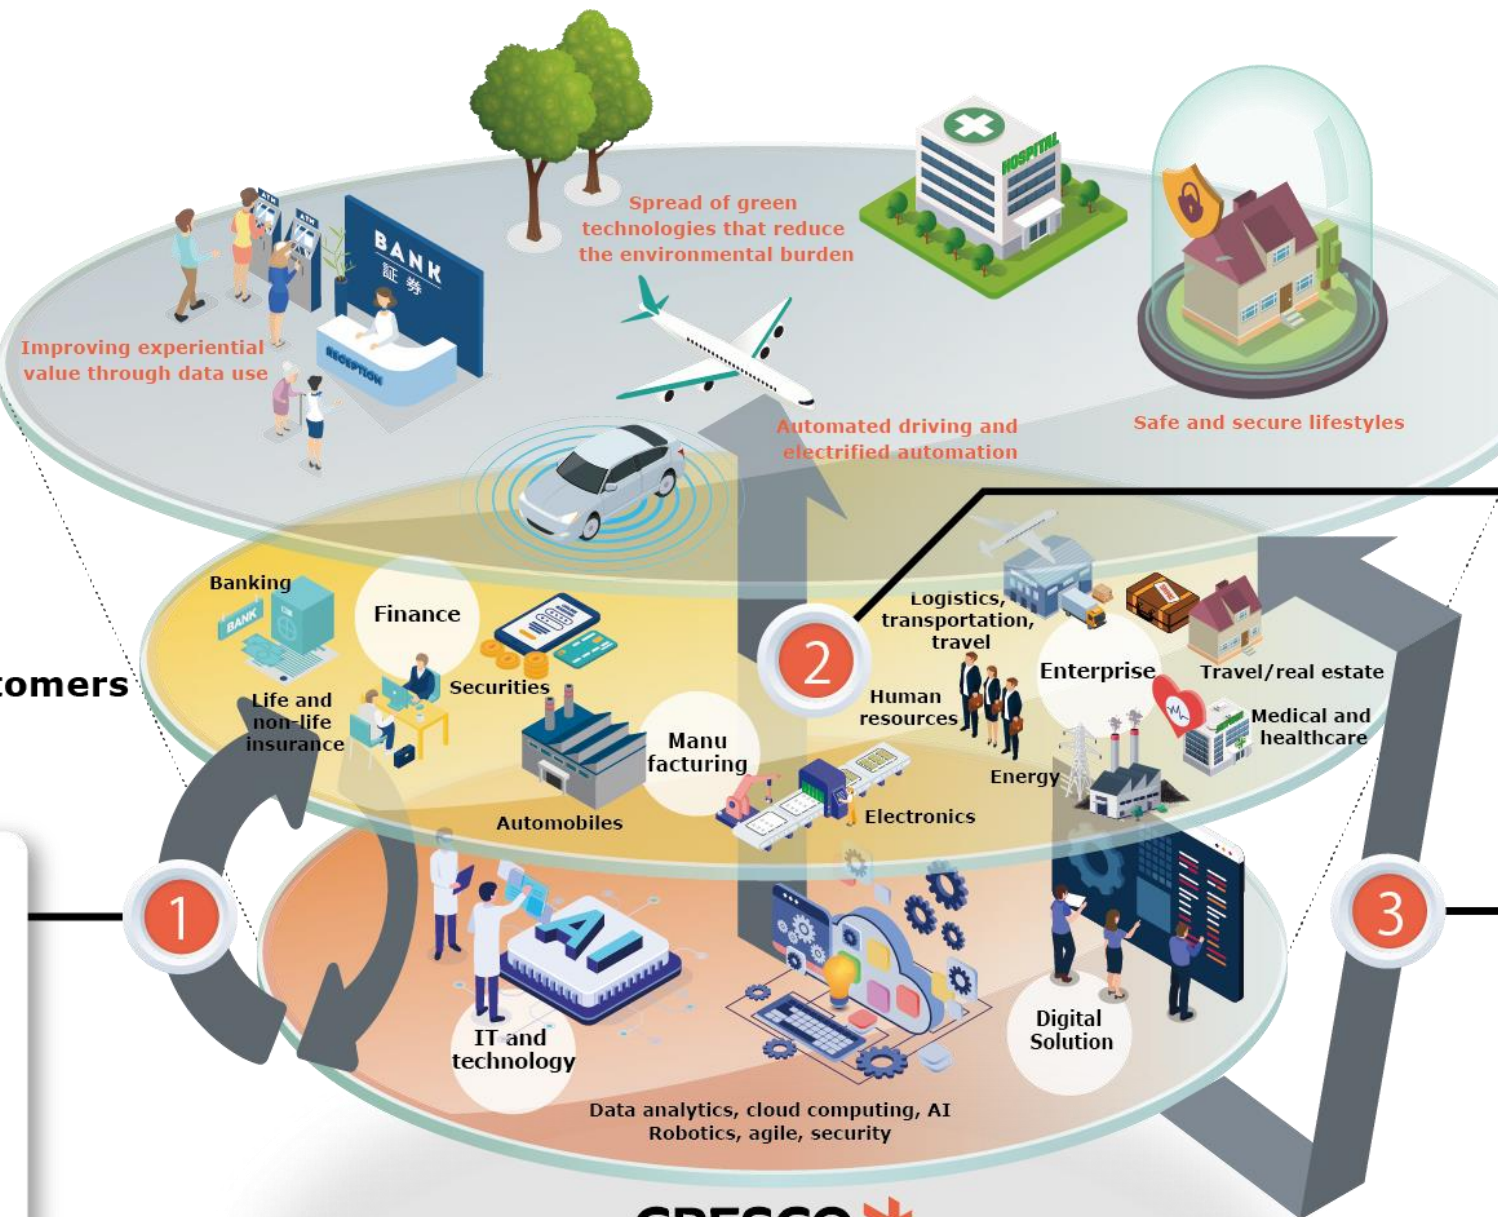 HOSPITAL
ATM
ATM
BANK
証券
RECEPTION
Spread of green
technologies that reduce
the environmental burden
Improving experiential
value through data use
Automated driving and
electrified automation
Safe and secure lifestyles
Banking
BANK
Finance
Securities
Life and
non-life
insurance
Manu
facturing
Automobiles
Electronics
2
Logistics,
transportation,
travel
Human
resources
Enterprise
Travel/real estate
Medical and
healthcare
Energy
tomers
1
3
AI
IT and
technology
Digital
Solution
Data analytics, cloud computing, AI
Robotics, agile, security
CRESCO